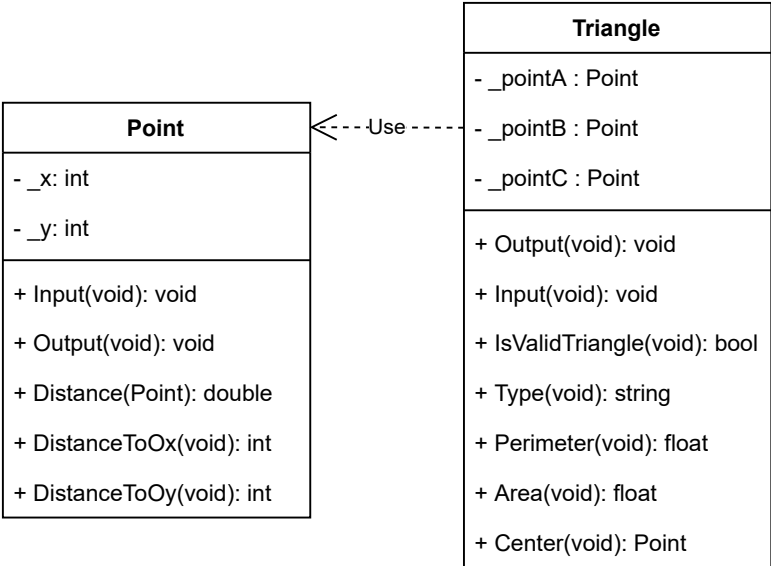 Point
- _x: int
- _y: int
+ Input(void): void
+ Output(void): void
+ Distance(Point): double
+ DistanceToOx(void): int
+ DistanceToOy(void): int
Use
Triangle
- _pointA : Point
- _pointB : Point
- _pointC : Point
+ Output(void): void
+ Input(void): void
+ IsValidTriangle(void): bool
+ Type(void): string
+ Perimeter(void): float
+ Area(void): float
+ Center(void): Point